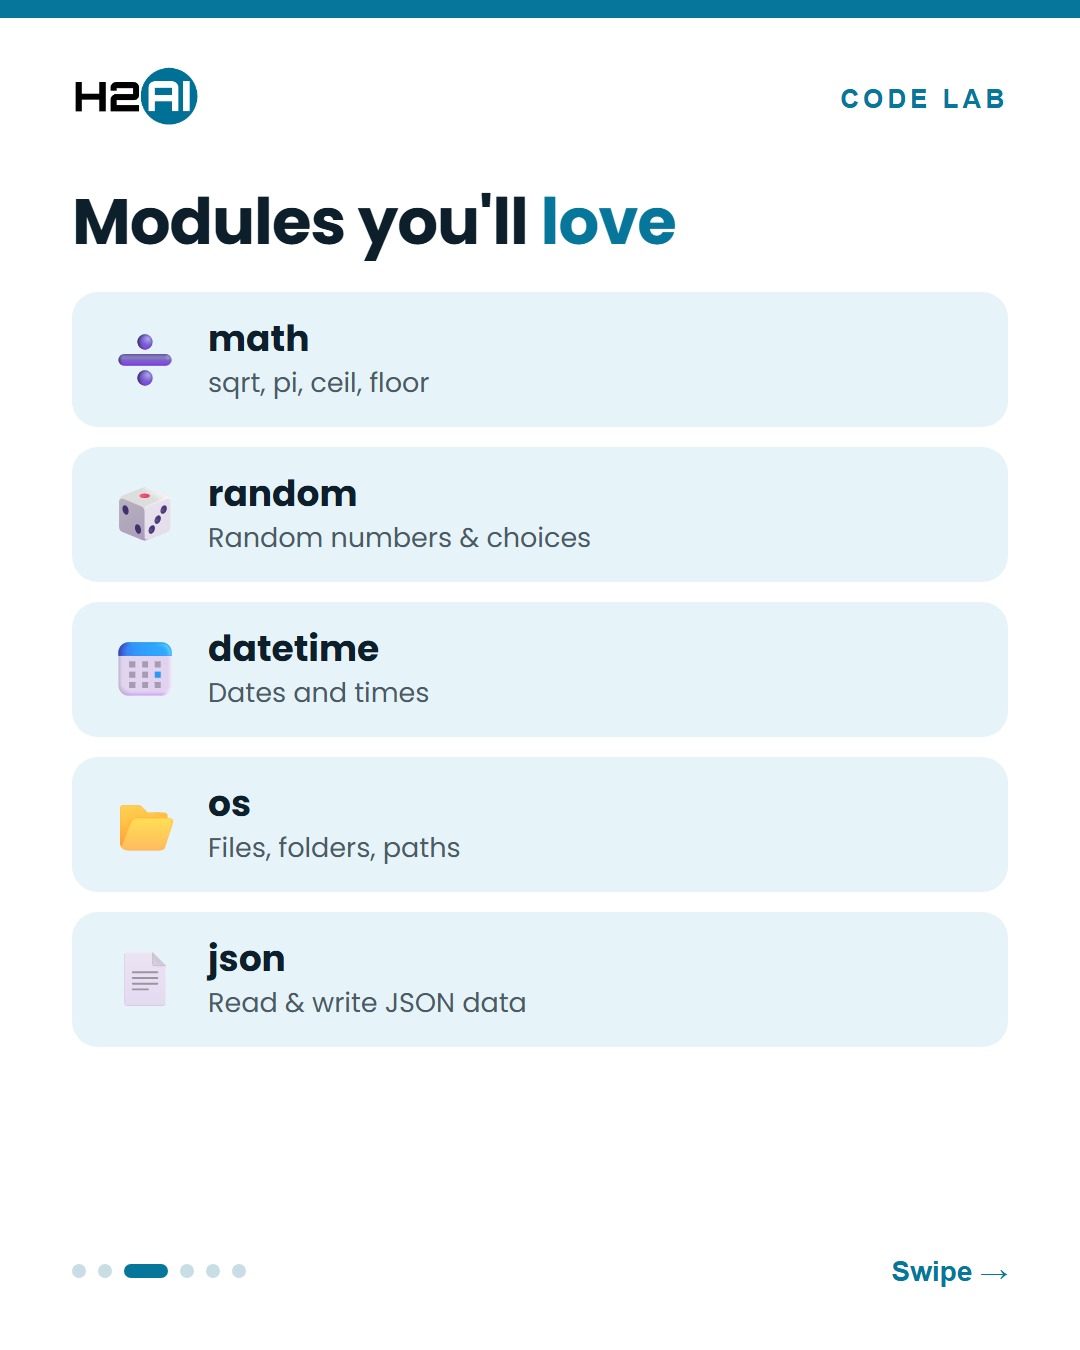 H2AI
CODE LAB
Modules you'll love
math
sqrt, pi, ceil, floor
random
Random numbers & choices
datetime
Dates and times
os
Files, folders, paths
json
Read & write JSON data
Swipe →